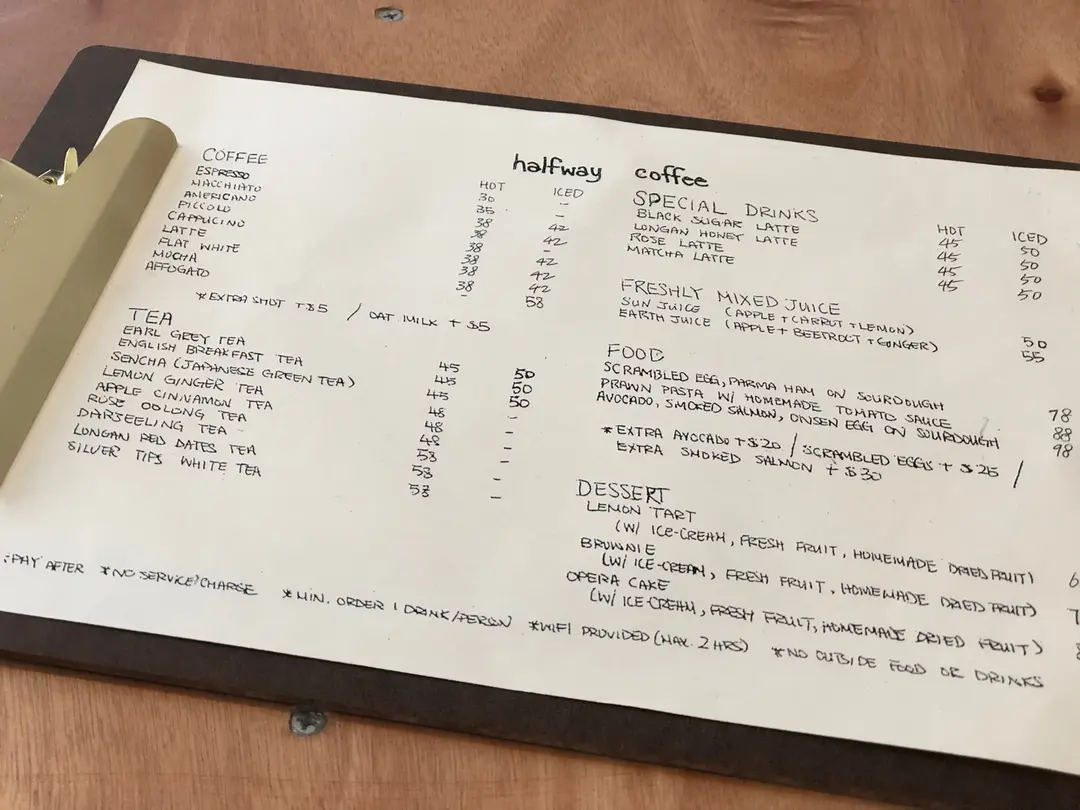 halfway coffee
COFFEE HOT ICED
ESPRESSO 30 -
MACCHIATO 35 -
AMERICANO 38 42
PICCOLO 38 42
CAPPUCINO 38 -
LATTE 38 42
FLAT WHITE 38 42
MOCHA 38 42
AFFOGATO - 58
*EXTRA SHOT +$5 / OAT MILK + $5
TEA
EARL GREY TEA 45 50
ENGLISH BREAKFAST TEA 45 50
SENCHA (JAPANESE GREEN TEA) 45 50
LEMON GINGER TEA 48 -
APPLE CINNAMON TEA 48 -
ROSE OOLONG TEA 48 -
DARJEELING TEA 58 -
LONGAN RED DATES TEA 58 -
SILVER TIPS WHITE TEA 58 -
SPECIAL DRINKS HOT ICED
BLACK SUGAR LATTE 45 50
LONGAN HONEY LATTE 45 50
ROSE LATTE 45 50
MATCHA LATTE 45 50
FRESHLY MIXED JUICE
SUN JUICE (APPLE + CARROT + LEMON) 50
EARTH JUICE (APPLE + BEETROOT + GINGER) 55
FOOD
SCRAMBLED EGG, PARMA HAM ON SOURDOUGH 78
PRAWN PASTA W/ HOMEMADE TOMATO SAUCE 88
AVOCADO, SMOKED SALMON, ONSEN EGG ON SOURDOUGH 98
*EXTRA AVOCADO +$20 / SCRAMBLED EGGS + $25 /
EXTRA SMOKED SALMON + $30
DESSERT
LEMON TART
(W/ ICE-CREAM, FRESH FRUIT, HOMEMADE DRIED FRUIT)
BROWNIE
(W/ ICE-CREAM, FRESH FRUIT, HOMEMADE DRIED FRUIT)
OPERA CAKE
(W/ ICE-CREAM, FRESH FRUIT, HOMEMADE DRIED FRUIT)
*PAY AFTER *NO SERVICE CHARGE *MIN. ORDER 1 DRINK/PERSON *WIFI PROVIDED (MAX. 2 HRS) *NO OUTSIDE FOOD OR DRINKS